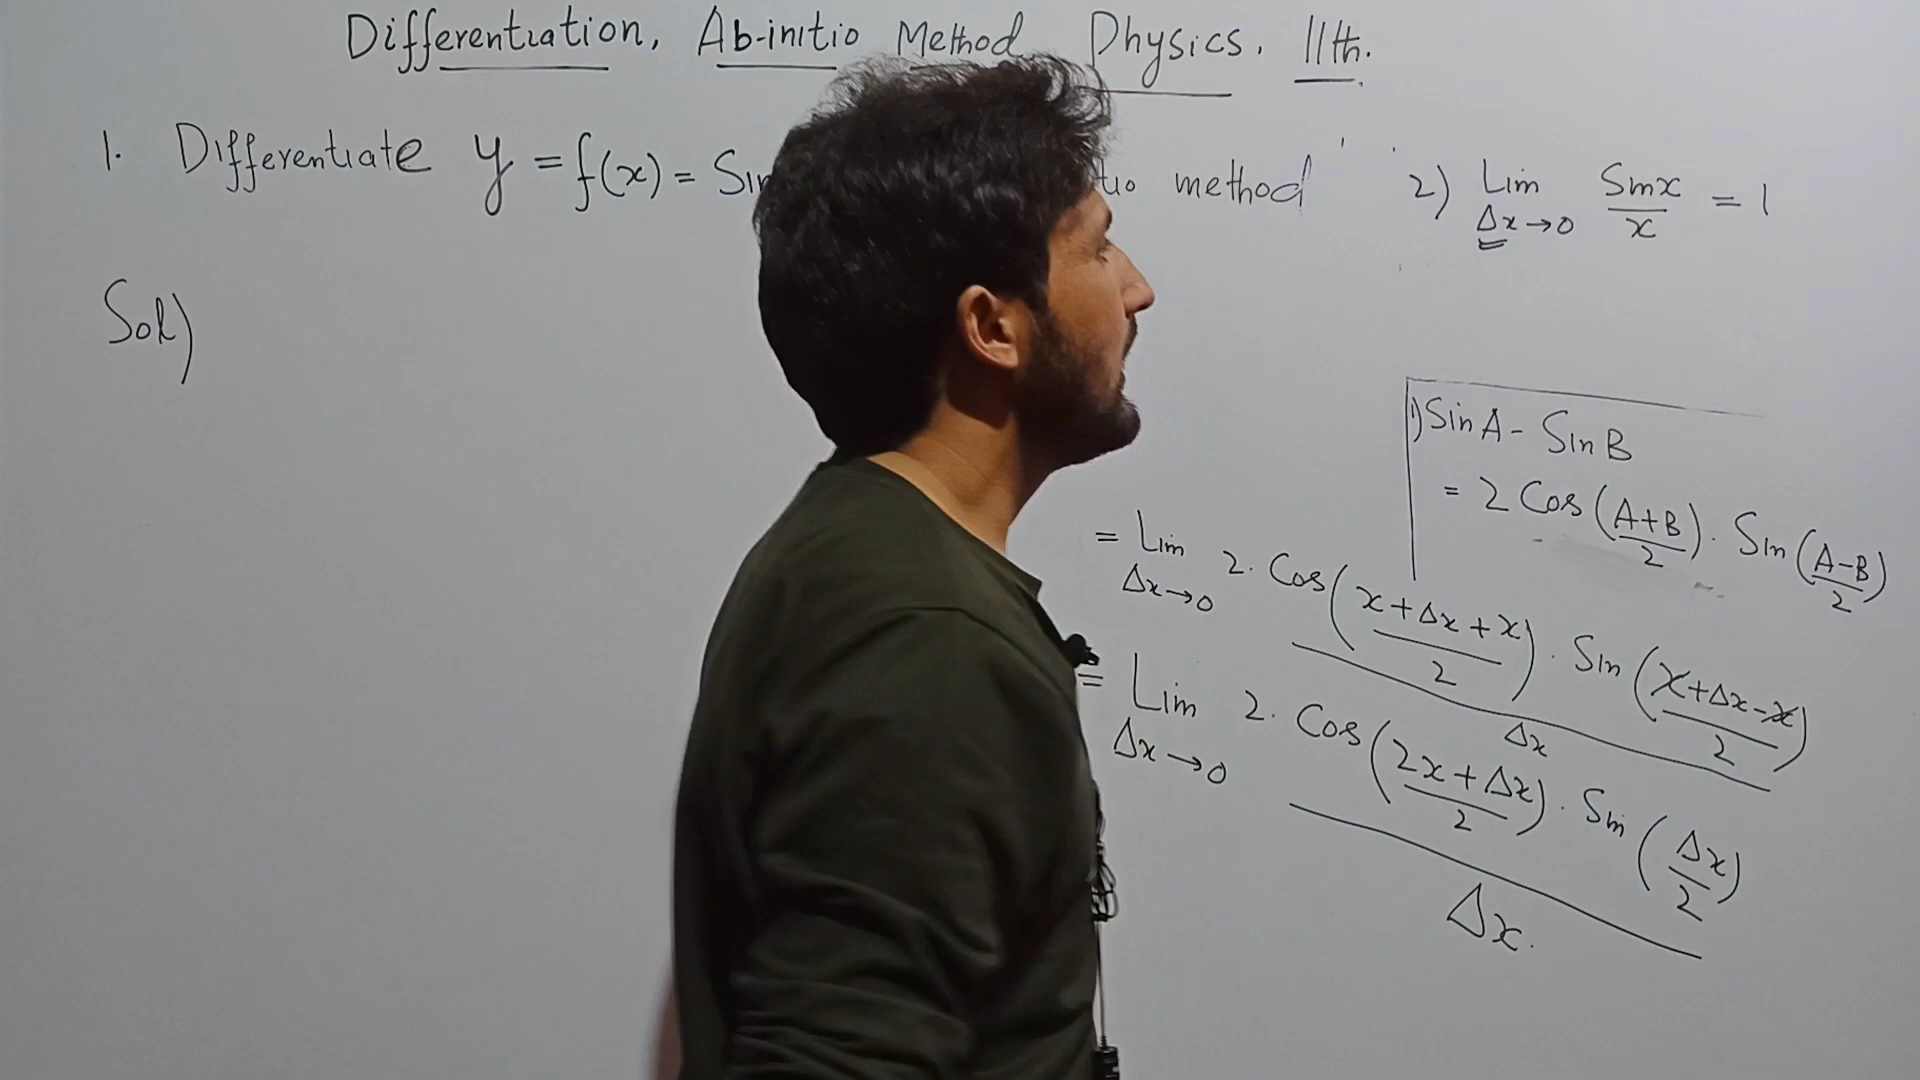 Differentiation, Ab-initio Method Physics. 11th.
1. Differentiate y = f(x) = Sin tio method
2) Lim Δx→0 Sinx/x = 1
Sol)
1) Sin A - Sin B
= 2 Cos (A+B/2) . Sin (A-B/2)
= Lim Δx→0 2. Cos (x+Δx+x/2) . Sin (x+Δx-x/2) / Δx
= Lim Δx→0 2. Cos (2x+Δx/2) . Sin (Δx/2) / Δx.